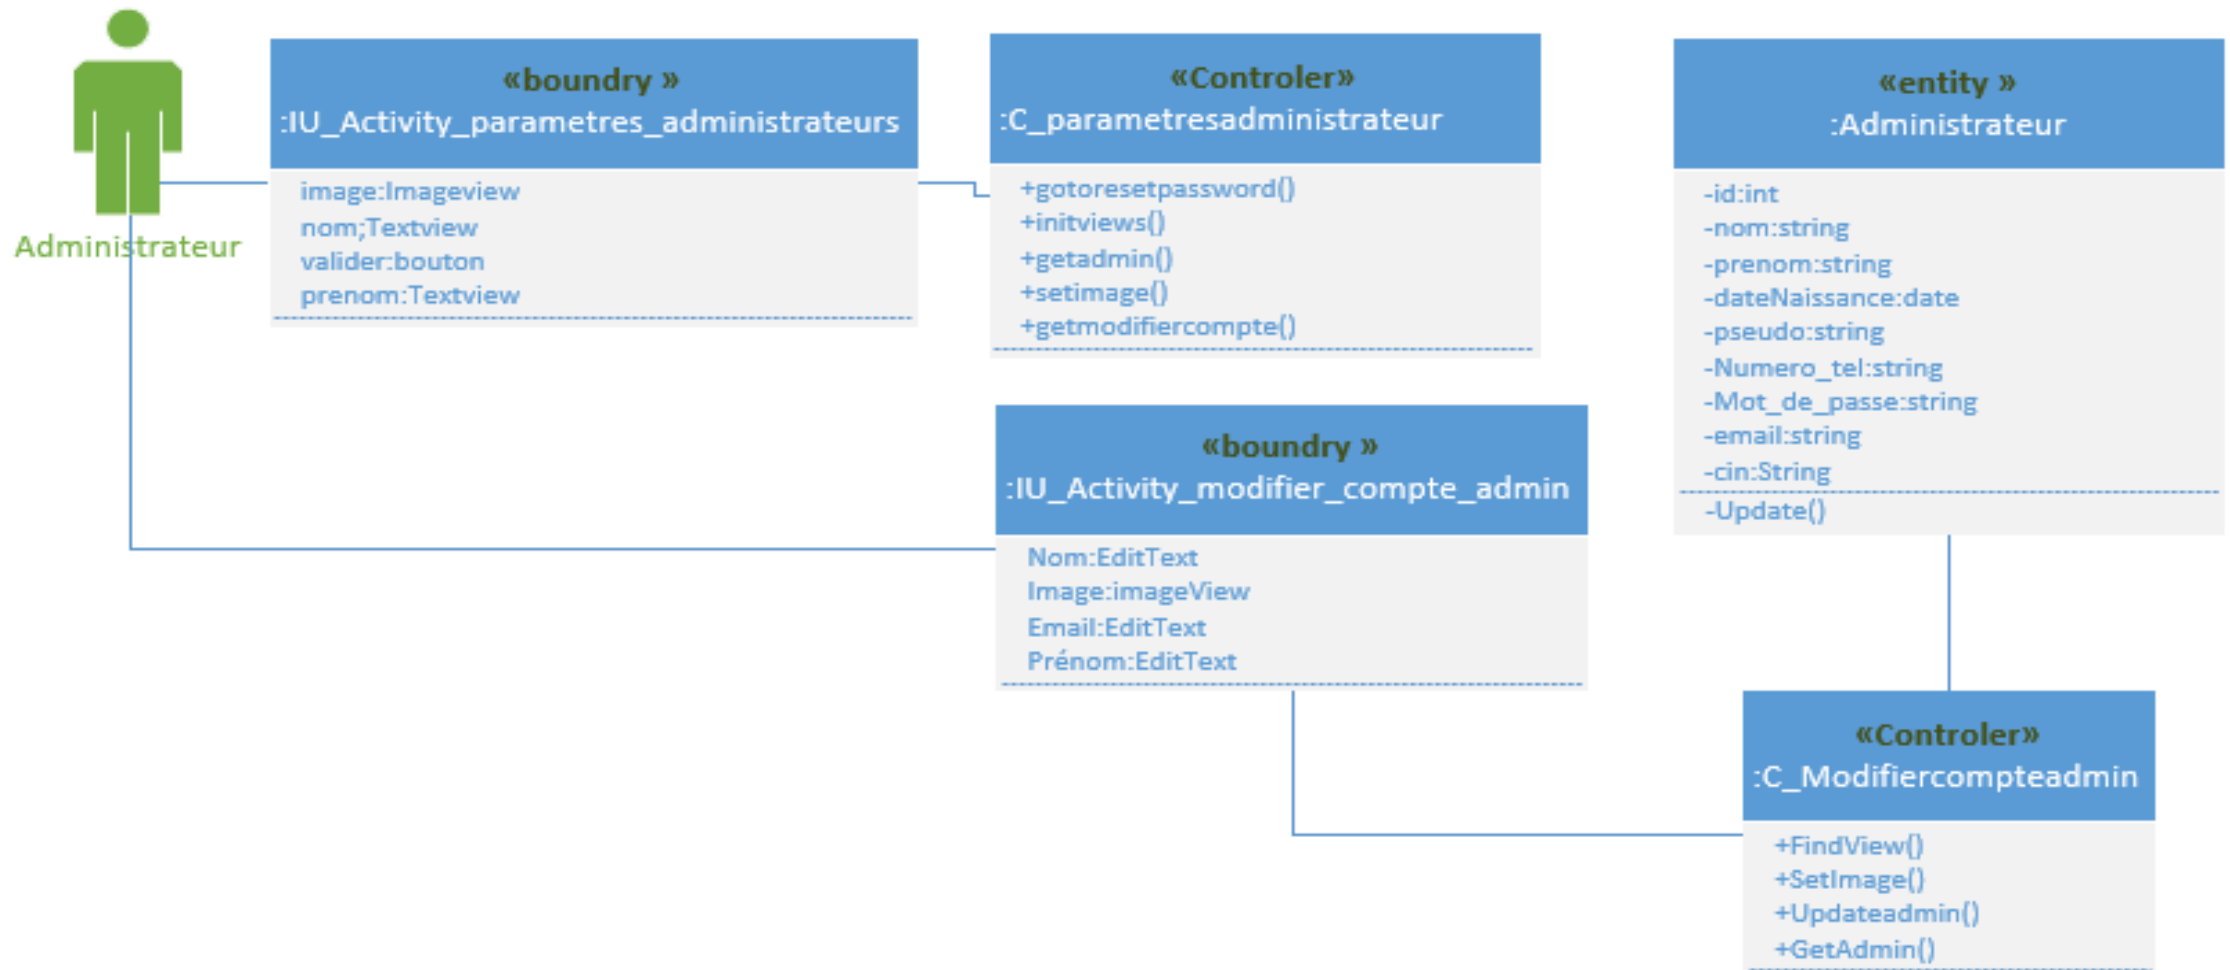 Administrateur
«boundry »
:IU_Activity_parametres_administrateurs
image:Imageview
nom;Textview
valider:bouton
prenom:Textview
«Controler»
:C_parametresadministrateur
+gotoresetpassword()
+initviews()
+getadmin()
+setimage()
+getmodifiercompte()
«entity »
:Administrateur
-id:int
-nom:string
-prenom:string
-dateNaissance:date
-pseudo:string
-Numero_tel:string
-Mot_de_passe:string
-email:string
-cin:String
-Update()
«boundry »
:IU_Activity_modifier_compte_admin
Nom:EditText
Image:imageView
Email:EditText
Prénom:EditText
«Controler»
:C_Modifiercompteadmin
+FindView()
+SetImage()
+Updateadmin()
+GetAdmin()